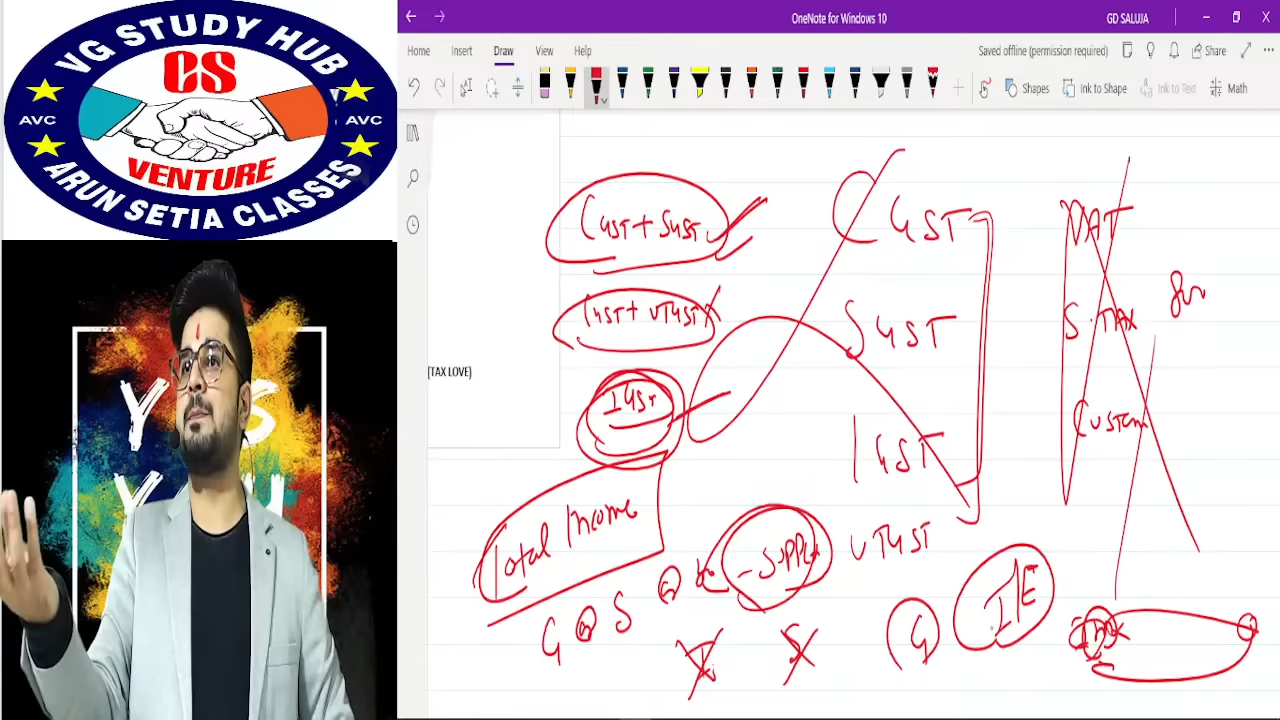 VG STUDY HUB
CS
AVC
AVC
VENTURE
ARUN SETIA CLASSES
Y S
Y U
OneNote for Windows 10
GD SALUJA
Home
Insert
Draw
View
Help
Saved offline (permission required)
Share
Shapes
Ink to Shape
Ink to Text
Math
(TAX LOVE)
CGST + SGST
CGST + UTGST
IGST
Total Income
G or S
SUPPLY
CGST
SGST
IGST
UTGST
VAT
S. TAX
Custom
G
I/E